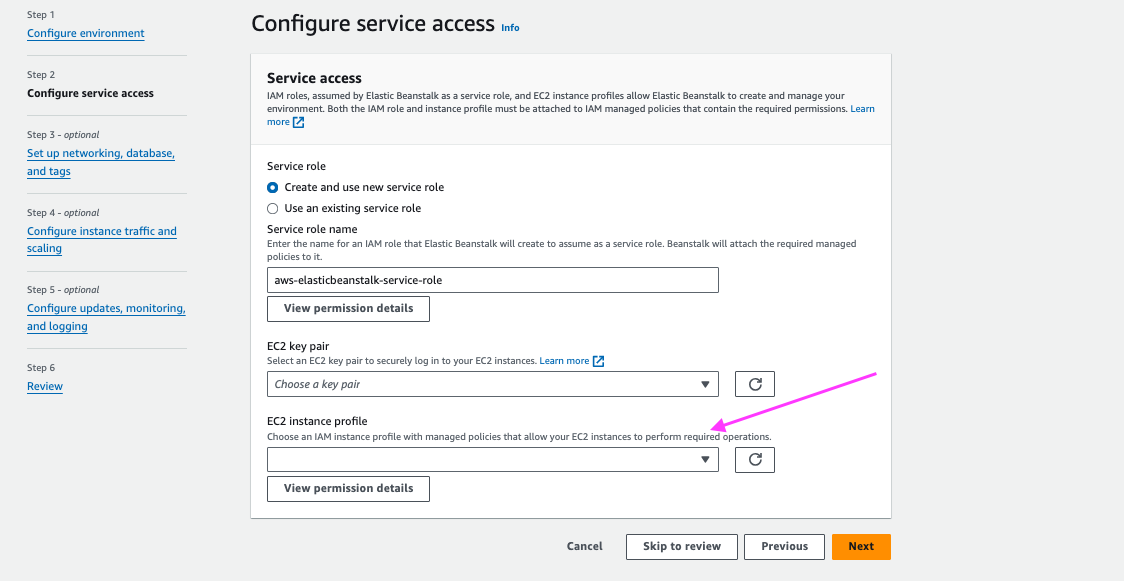 Step 1
Configure environment
Step 2
Configure service access
Step 3 - optional
Set up networking, database,
and tags
Step 4 - optional
Configure instance traffic and
scaling
Step 5 - optional
Configure updates, monitoring,
and logging
Step 6
Review
Configure service access Info
Service access
IAM roles, assumed by Elastic Beanstalk as a service role, and EC2 instance profiles allow Elastic Beanstalk to create and manage your
environment. Both the IAM role and instance profile must be attached to IAM managed policies that contain the required permissions. Learn
more
Service role
Create and use new service role
Use an existing service role
Service role name
Enter the name for an IAM role that Elastic Beanstalk will create to assume as a service role. Beanstalk will attach the required managed
policies to it.
aws-elasticbeanstalk-service-role
View permission details
EC2 key pair
Select an EC2 key pair to securely log in to your EC2 instances. Learn more
Choose a key pair
EC2 instance profile
Choose an IAM instance profile with managed policies that allow your EC2 instances to perform required operations.
View permission details
Cancel Skip to review Previous Next